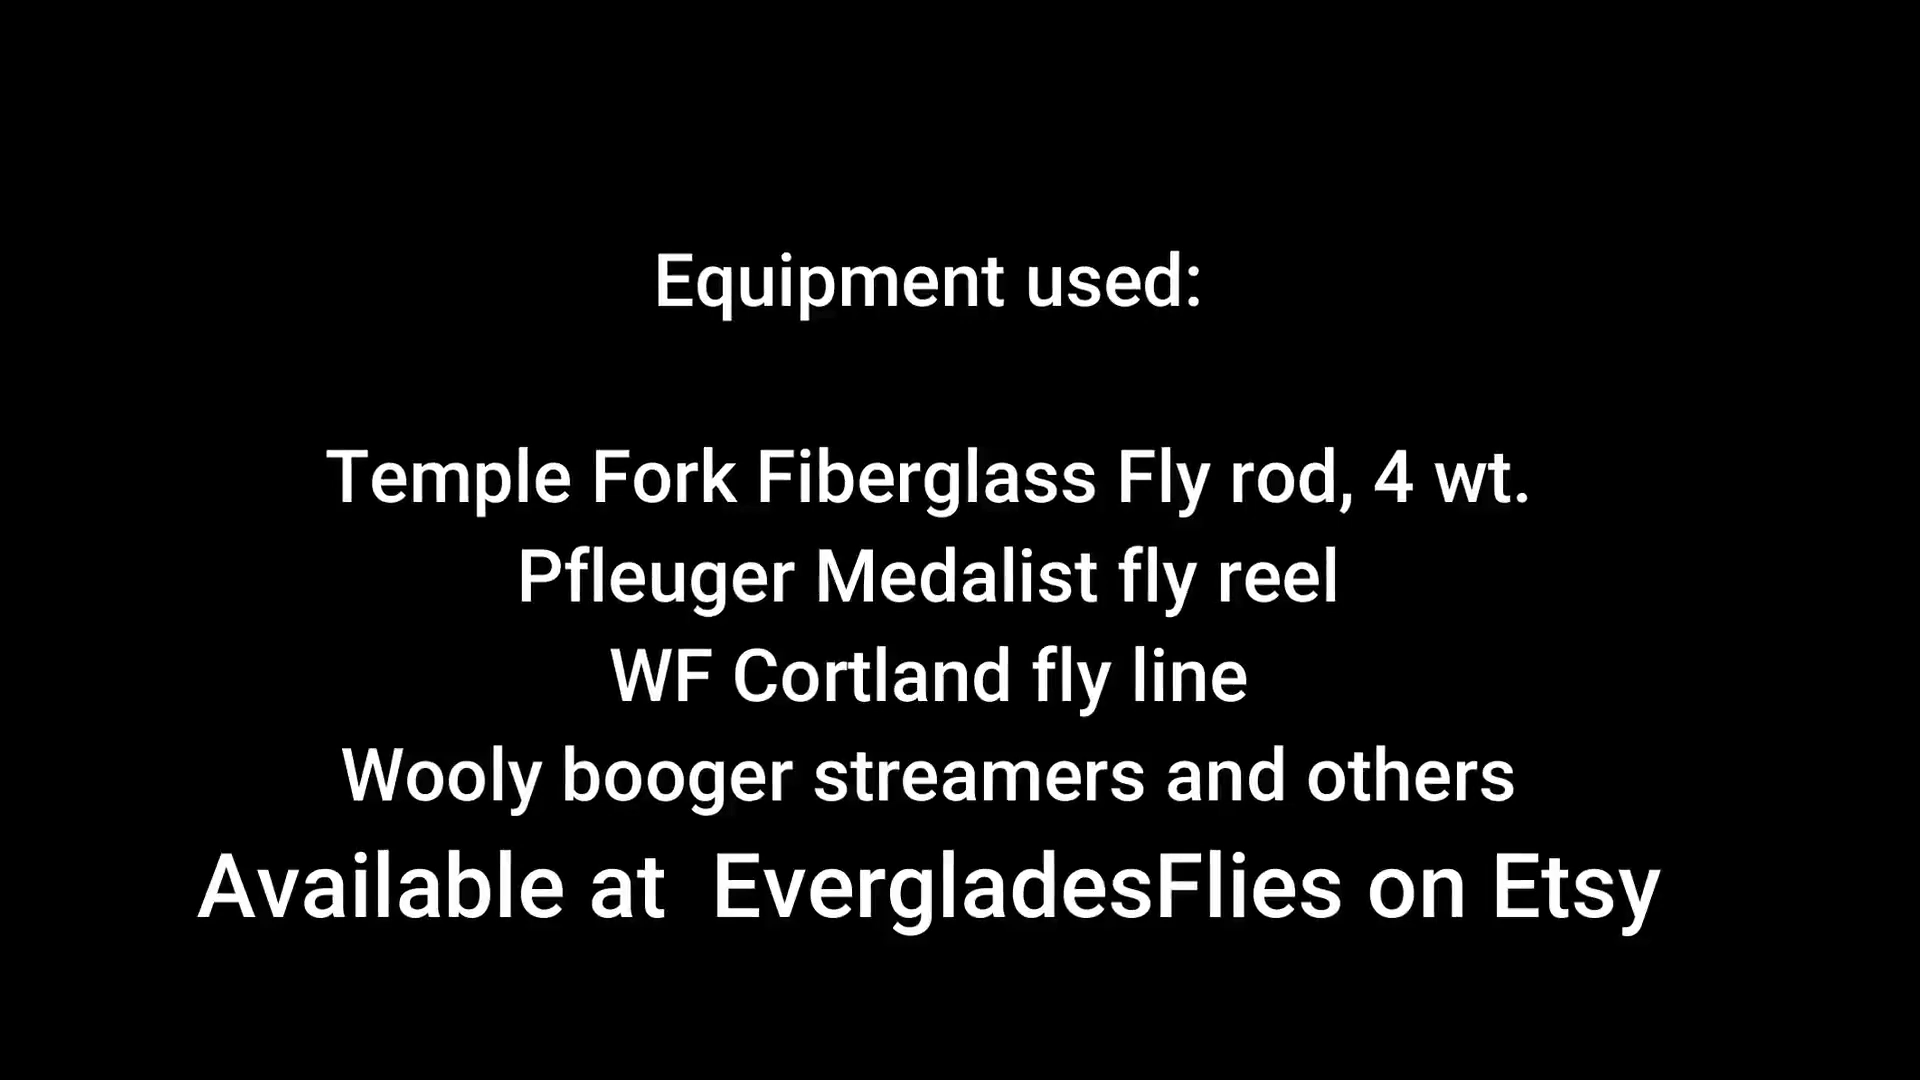 Equipment used:
Temple Fork Fiberglass Fly rod, 4 wt.
Pfleuger Medalist fly reel
WF Cortland fly line
Wooly booger streamers and others
Available at  EvergladesFlies on Etsy